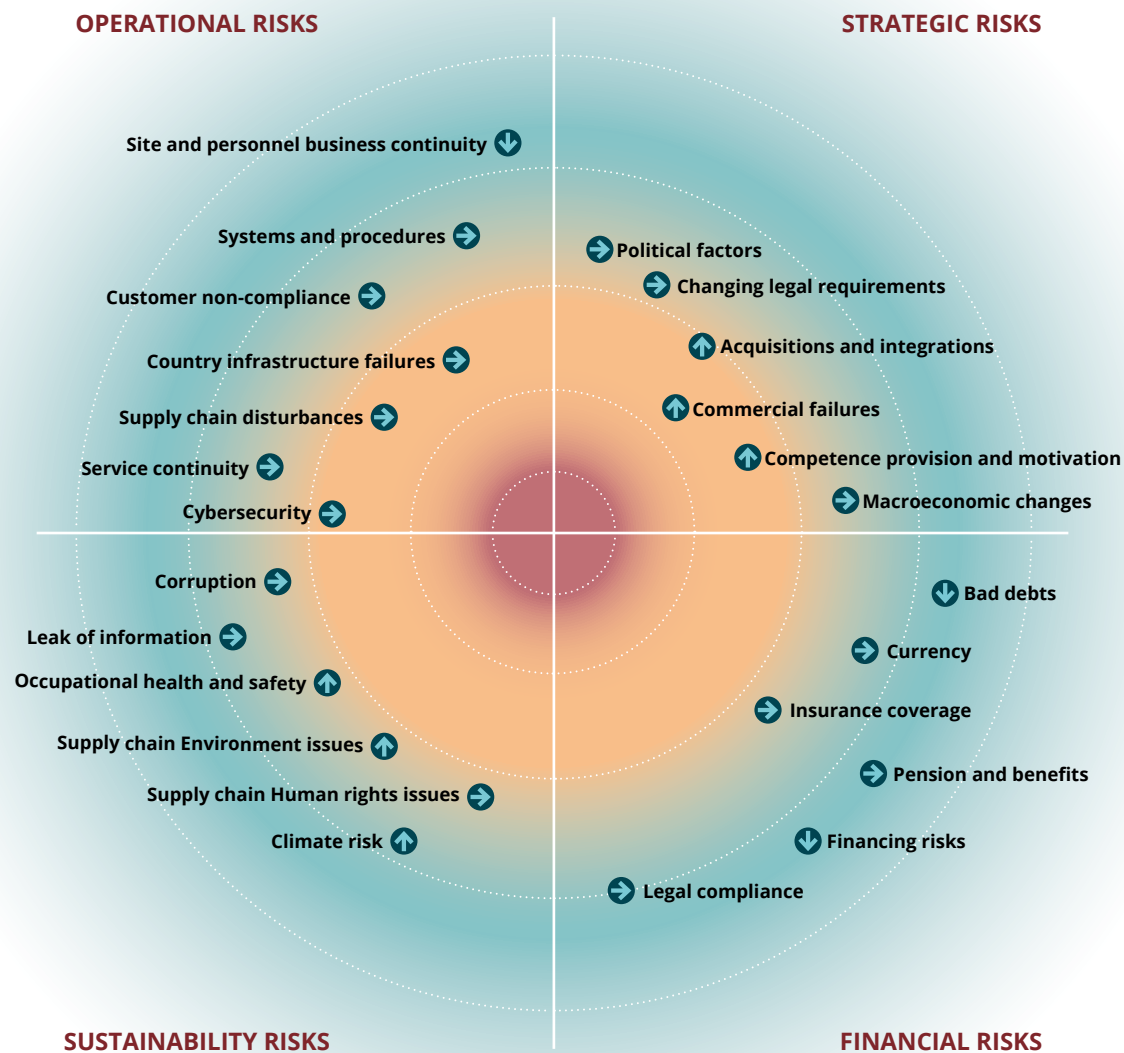 OPERATIONAL RISKS
STRATEGIC RISKS
Site and personnel business continuity
Systems and procedures
Political factors
Changing legal requirements
Customer non-compliance
Acquisitions and integrations
Country infrastructure failures
Commercial failures
Supply chain disturbances
Competence provision and motivation
Service continuity
Macroeconomic changes
Cybersecurity
Corruption
Bad debts
Leak of information
Currency
Occupational health and safety
Insurance coverage
Supply chain Environment issues
Pension and benefits
Supply chain Human rights issues
Climate risk
Financing risks
Legal compliance
SUSTAINABILITY RISKS
FINANCIAL RISKS